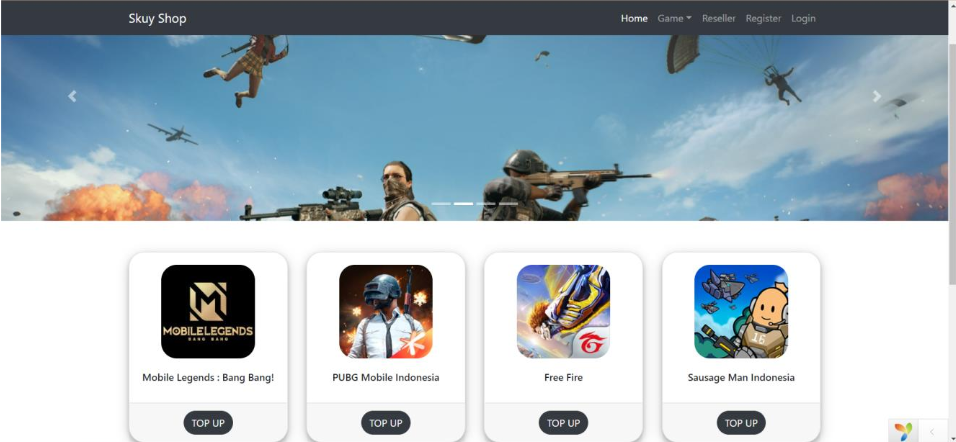 Skuy Shop
Home Game Reseller Register Login
MOBILE LEGENDS
BANG BANG
16
Mobile Legends : Bang Bang!
PUBG Mobile Indonesia
Free Fire
Sausage Man Indonesia
TOP UP
TOP UP
TOP UP
TOP UP